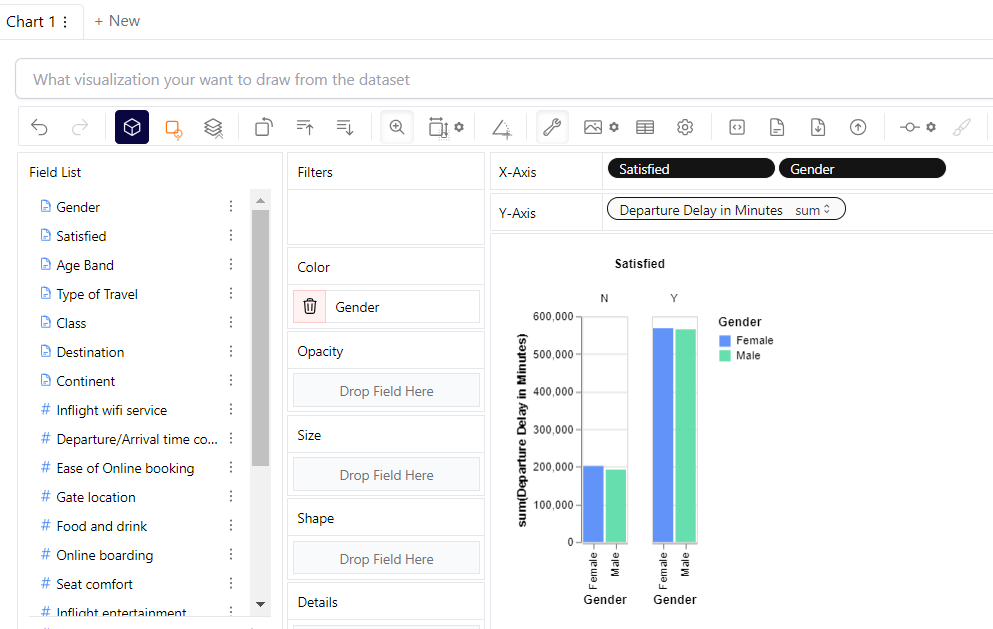 Chart 1
+ New
What visualization your want to draw from the dataset
Field List
Gender
Satisfied
Age Band
Type of Travel
Class
Destination
Continent
# Inflight wifi service
# Departure/Arrival time co...
# Ease of Online booking
# Gate location
# Food and drink
# Online boarding
# Seat comfort
# Inflight entertainment
Filters
Color
Gender
Opacity
Drop Field Here
Size
Drop Field Here
Shape
Drop Field Here
Details
X-Axis
Satisfied
Gender
Y-Axis
Departure Delay in Minutes sum
Satisfied
N
Y
sum(Departure Delay in Minutes)
600,000
500,000
400,000
300,000
200,000
100,000
0
Female
Male
Female
Male
Gender
Gender
Gender
Female
Male